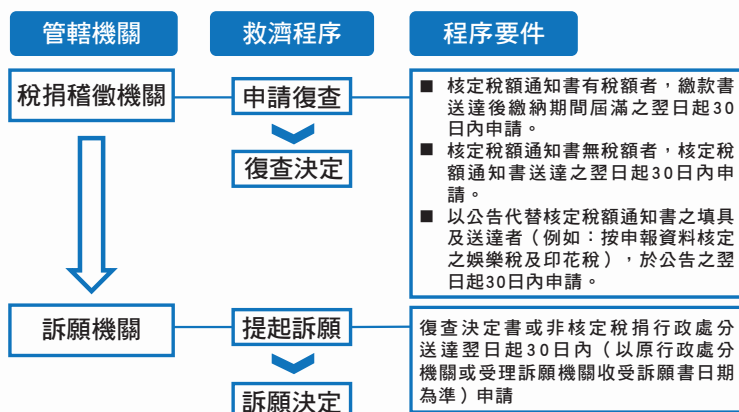 管轄機關
救濟程序
程序要件
稅捐稽徵機關
申請復查
復查決定
■ 核定稅額通知書有稅額者，繳款書
送達後繳納期間屆滿之翌日起30
日內申請。
■ 核定稅額通知書無稅額者，核定稅
額通知書送達之翌日起30日內申
請。
■ 以公告代替核定稅額通知書之填具
及送達者（例如：按申報資料核定
之娛樂稅及印花稅），於公告之翌
日起30日內申請。
訴願機關
提起訴願
訴願決定
復查決定書或非核定稅捐行政處分
送達翌日起30日內（以原行政處分
機關或受理訴願機關收受訴願書日期
為準）申請